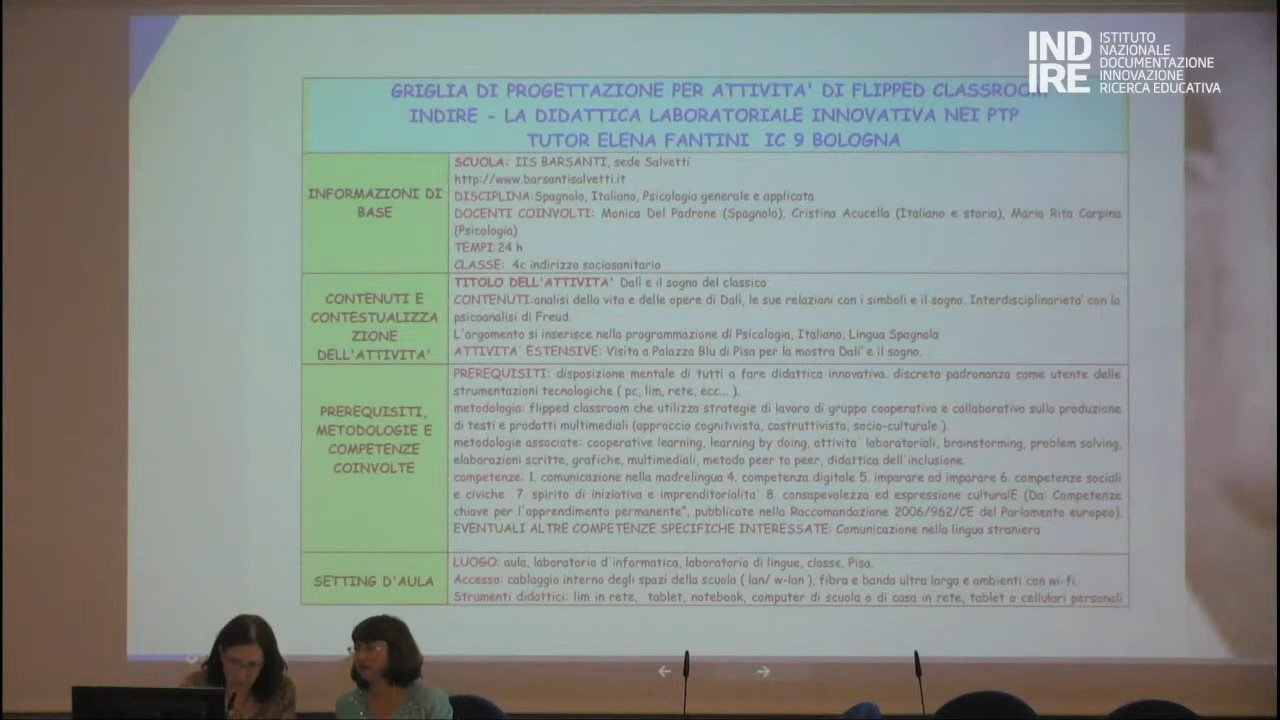 INDIRE
ISTITUTO
NAZIONALE
DOCUMENTAZIONE
INNOVAZIONE
RICERCA EDUCATIVA
GRIGLIA DI PROGETTAZIONE PER ATTIVITA' DI FLIPPED CLASSROOM
INDIRE - LA DIDATTICA LABORATORIALE INNOVATIVA NEI PTP
TUTOR ELENA FANTINI IC 9 BOLOGNA
INFORMAZIONI DI
BASE
SCUOLA: IIS BARSANTI, sede Salvetti
http://www.barsantisalvetti.it
DISCIPLINA: Spagnolo, Italiano, Psicologia generale e applicata
DOCENTI COINVOLTI: Monica Del Padrone (Spagnolo), Cristina Acucella (Italiano e storia), Maria Rita Carpina
(Psicologia)
TEMPI 24 h
CLASSE: 4c indirizzo sociosanitario
CONTENUTI E
CONTESTUALIZZA
ZIONE
DELL'ATTIVITA'
TITOLO DELL'ATTIVITA' Dalì e il sogno del classico
CONTENUTI:analisi della vita e delle opere di Dalì, le sue relazioni con i simboli e il sogno. Interdisciplinarieta' con la
psicoanalisi di Freud.
L'argomento si inserisce nella programmazione di Psicologia, Italiano, Lingua Spagnola
ATTIVITA' ESTENSIVE: Visita a Palazzo Blu di Pisa per la mostra Dali' e il sogno.
PREREQUISITI,
METODOLOGIE E
COMPETENZE
COINVOLTE
PREREQUISITI: disposizione mentale di tutti a fare didattica innovativa. discreta padronanza come utente delle
strumentazioni tecnologiche ( pc, lim, rete, ecc... ).
metodologia: flipped classroom che utilizza strategie di lavoro di gruppo cooperativo e collaborativo sulla produzione
di testi e prodotti multimediali (approccio cognitivista, costruttivista, socio-culturale ).
metodologie associate: cooperative learning, learning by doing, attivita' laboratoriali, brainstorming, problem solving,
elaborazioni scritte, grafiche, multimediali, metodo peer to peer, didattica dell'inclusione.
competenze: 1. comunicazione nella madrelingua 4. competenza digitale 5. imparare ad imparare 6. competenze sociali
e civiche 7. spirito di iniziativa e imprenditorialita' 8. consapevolezza ed espressione culturalE (Da: Competenze
chiave per l'apprendimento permanente", pubblicate nella Raccomandazione 2006/962/CE del Parlamento europeo).
EVENTUALI ALTRE COMPETENZE SPECIFICHE INTERESSATE: Comunicazione nella lingua straniera
SETTING D'AULA
LUOGO: aula, laboratorio d'informatica, laboratorio di lingue, classe, Pisa.
Accesso: cablaggio interno degli spazi della scuola ( lan/ w-lan ), fibra e banda ultra larga e ambienti con wi-fi.
Strumenti didattici: lim in rete, tablet, notebook, computer di scuola o di casa in rete, tablet o cellulari personali